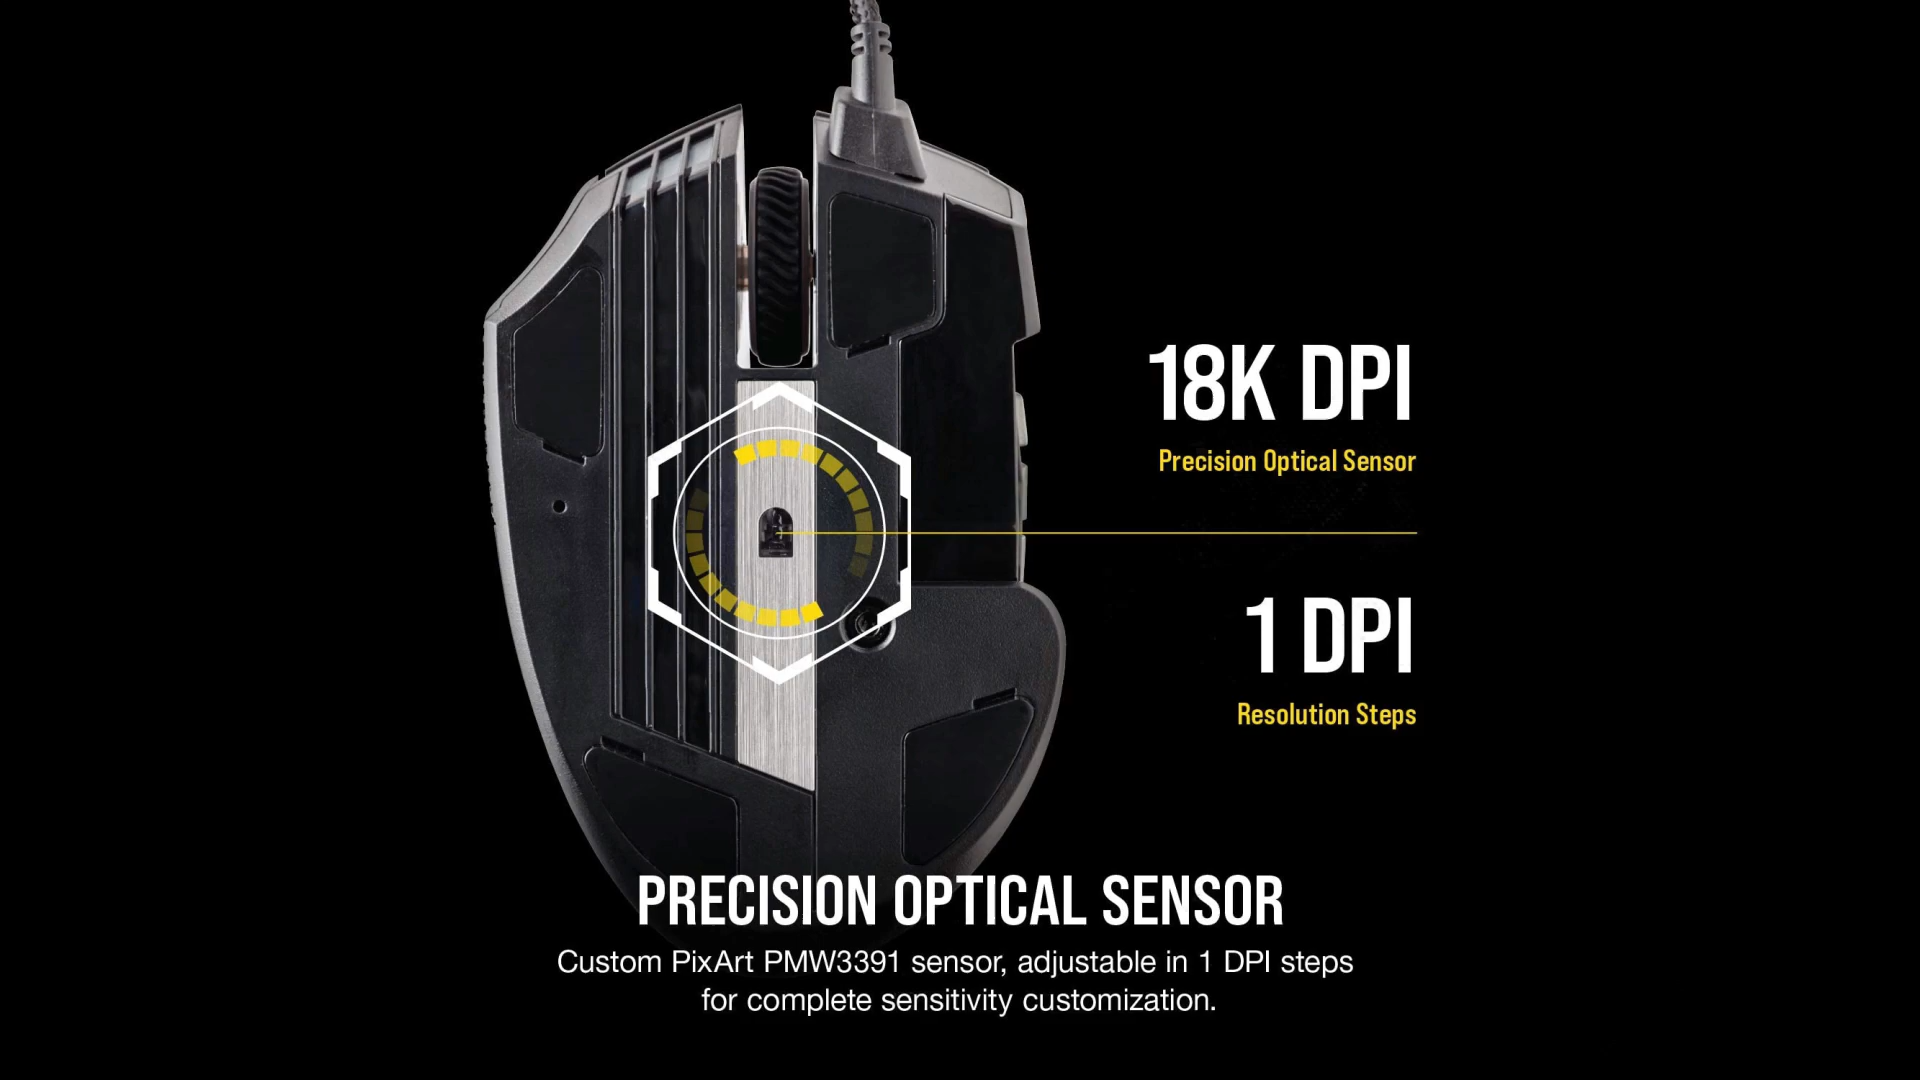 18K DPI
Precision Optical Sensor
1 DPI
Resolution Steps
PRECISION OPTICAL SENSOR
Custom PixArt PMW3391 sensor, adjustable in 1 DPI steps
for complete sensitivity customization.